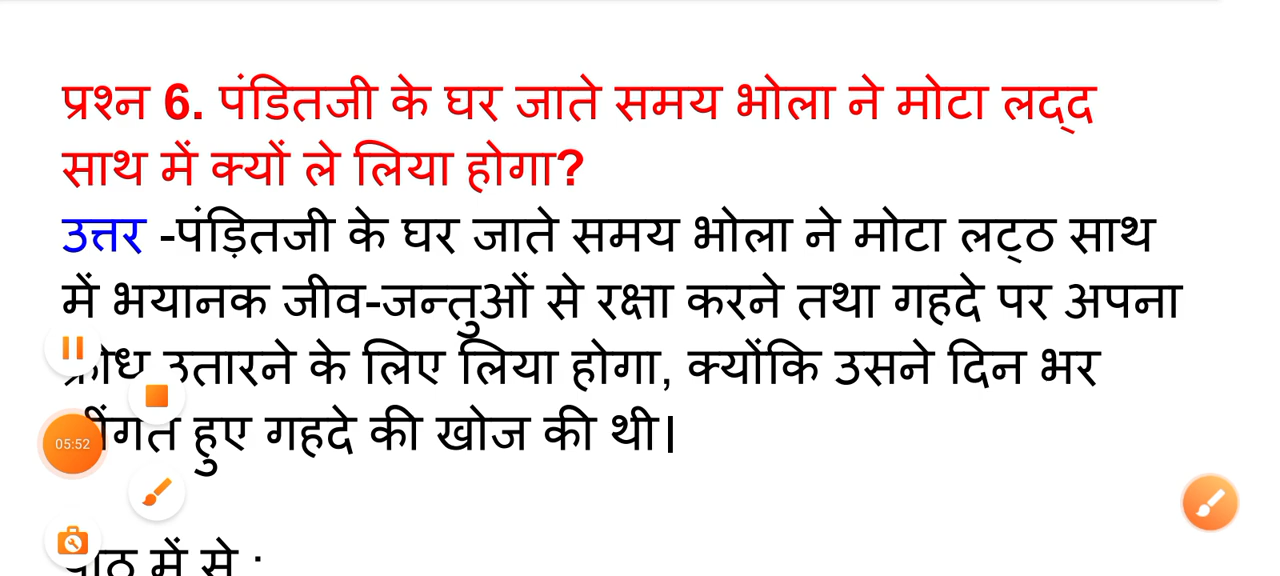 प्रश्न 6. पंडितजी के घर जाते समय भोला ने मोटा लद्द
साथ में क्यों ले लिया होगा?
उत्तर -पंड़ितजी के घर जाते समय भोला ने मोटा लट्ठ साथ
में भयानक जीव-जन्तुओं से रक्षा करने तथा गहदे पर अपना
उतारने के लिए लिया होगा, क्योंकि उसने दिन भर
हुए गहदे की खोज की थी।
05:52
में से :